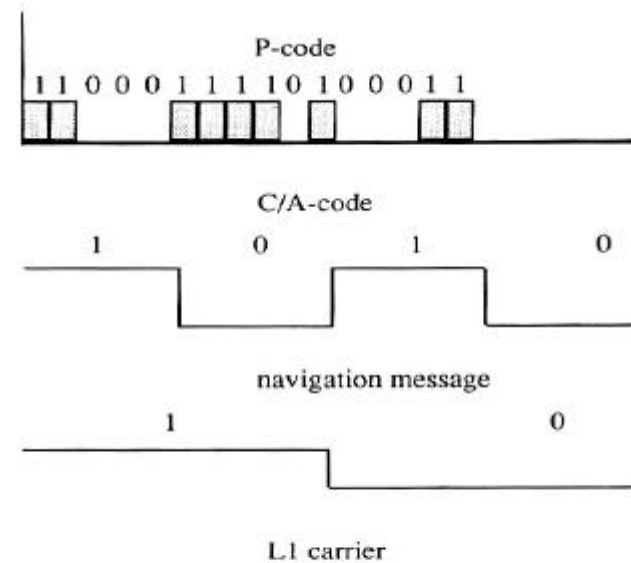 P-code
1 1 0 0 0 1 1 1 1 0 1 0 0 0 1 1
C/A-code
1 0 1 0
navigation message
1 0
L1 carrier